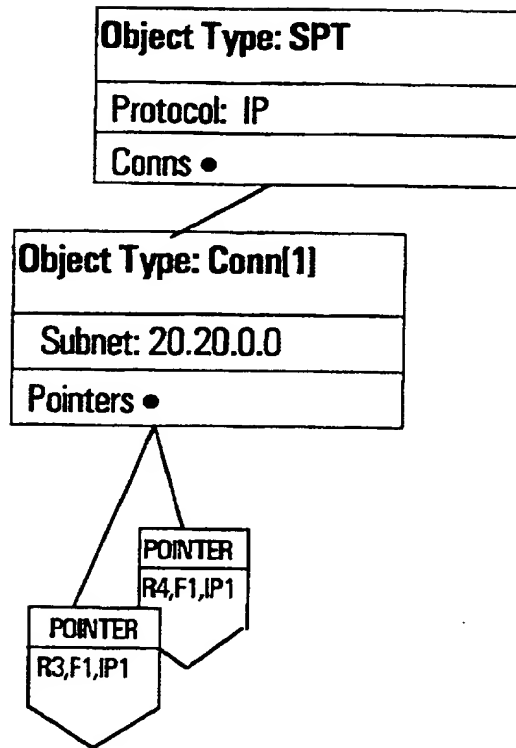 Object Type: SPT
Protocol: IP
Conns •
Object Type: Conn[1]
Subnet: 20.20.0.0
Pointers •
POINTER
R4,F1,IP1
POINTER
R3,F1,IP1